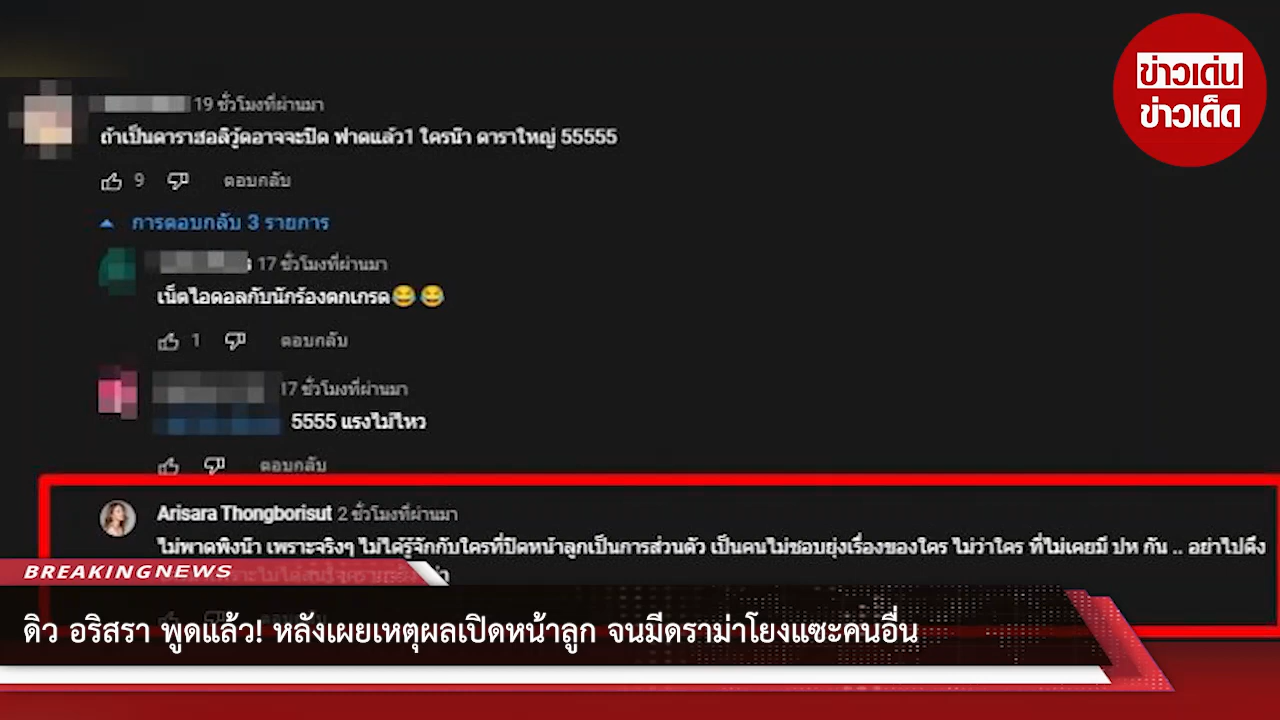 ข่าวเด่น
ข่าวเด็ด
19 ชั่วโมงที่ผ่านมา
ถ้าเป็นดาราฮอลิวู้ดอาจจะปิด ฟาดแล้ว1 ใครน๊า ดาราใหญ่ 55555
9 ตอบกลับ
การตอบกลับ 3 รายการ
17 ชั่วโมงที่ผ่านมา
เน็ตไอดอลกับนักร้องตกเกรด😂😂
1 ตอบกลับ
17 ชั่วโมงที่ผ่านมา
5555 แรงไม่ไหว
ตอบกลับ
Arisara Thongborisut 2 ชั่วโมงที่ผ่านมา
ไม่พาดพิงน๊า เพราะจริงๆ ไม่ได้รู้จักกับใครที่ปิดหน้าลูกเป็นการส่วนตัว เป็นคนไม่ชอบยุ่งเรื่องของใคร ไม่ว่าใคร ที่ไม่เคยมี ปห กัน .. อย่าไปดึง
BREAKING NEWS
ดิว อริสรา พูดแล้ว! หลังเผยเหตุผลเปิดหน้าลูก จนมีดราม่าโยงแซะคนอื่น